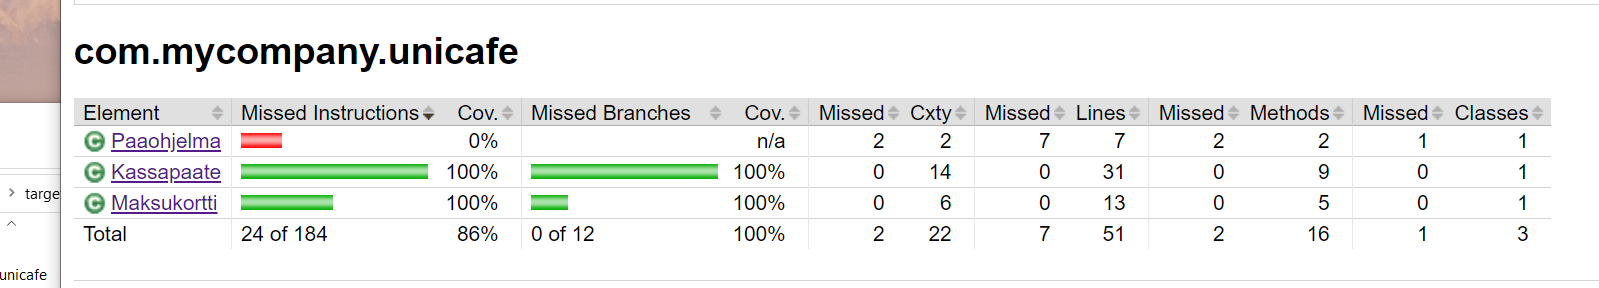 com.mycompany.unicafe
Element Missed Instructions Cov. Missed Branches Cov. Missed Cxty Missed Lines Missed Methods Missed Classes
Paaohjelma 0% n/a 2 2 7 7 2 2 1 1
Kassapaate 100% 100% 0 14 0 31 0 9 0 1
Maksukortti 100% 100% 0 6 0 13 0 5 0 1
Total 24 of 184 86% 0 of 12 100% 2 22 7 51 2 16 1 3
targe
unicafe